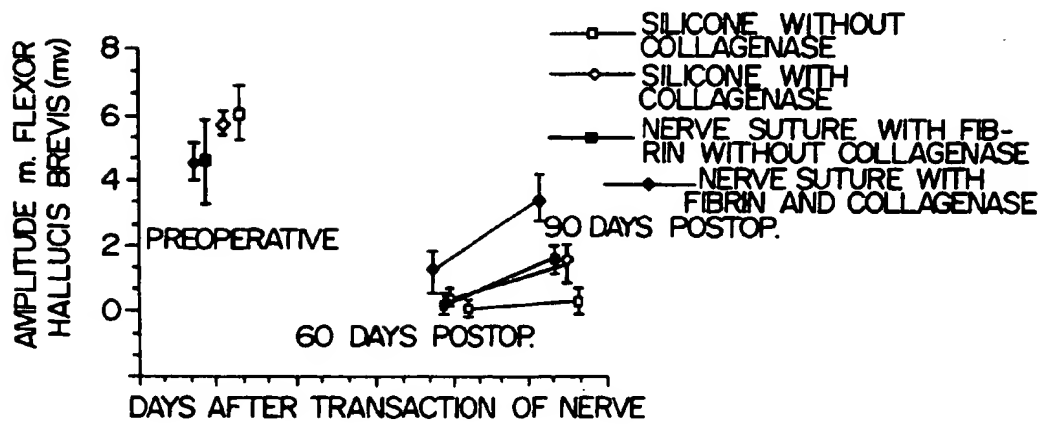 AMPLITUDE m. FLEXOR
HALLUCIS BREVIS (mv)
8
6
4
2
0
PREOPERATIVE
60 DAYS POSTOP.
90 DAYS POSTOP.
SILICONE WITHOUT
COLLAGENASE
SILICONE WITH
COLLAGENASE
NERVE SUTURE WITH FIB-
RIN WITHOUT COLLAGENASE
NERVE SUTURE WITH
FIBRIN AND COLLAGENASE
DAYS AFTER TRANSACTION OF NERVE